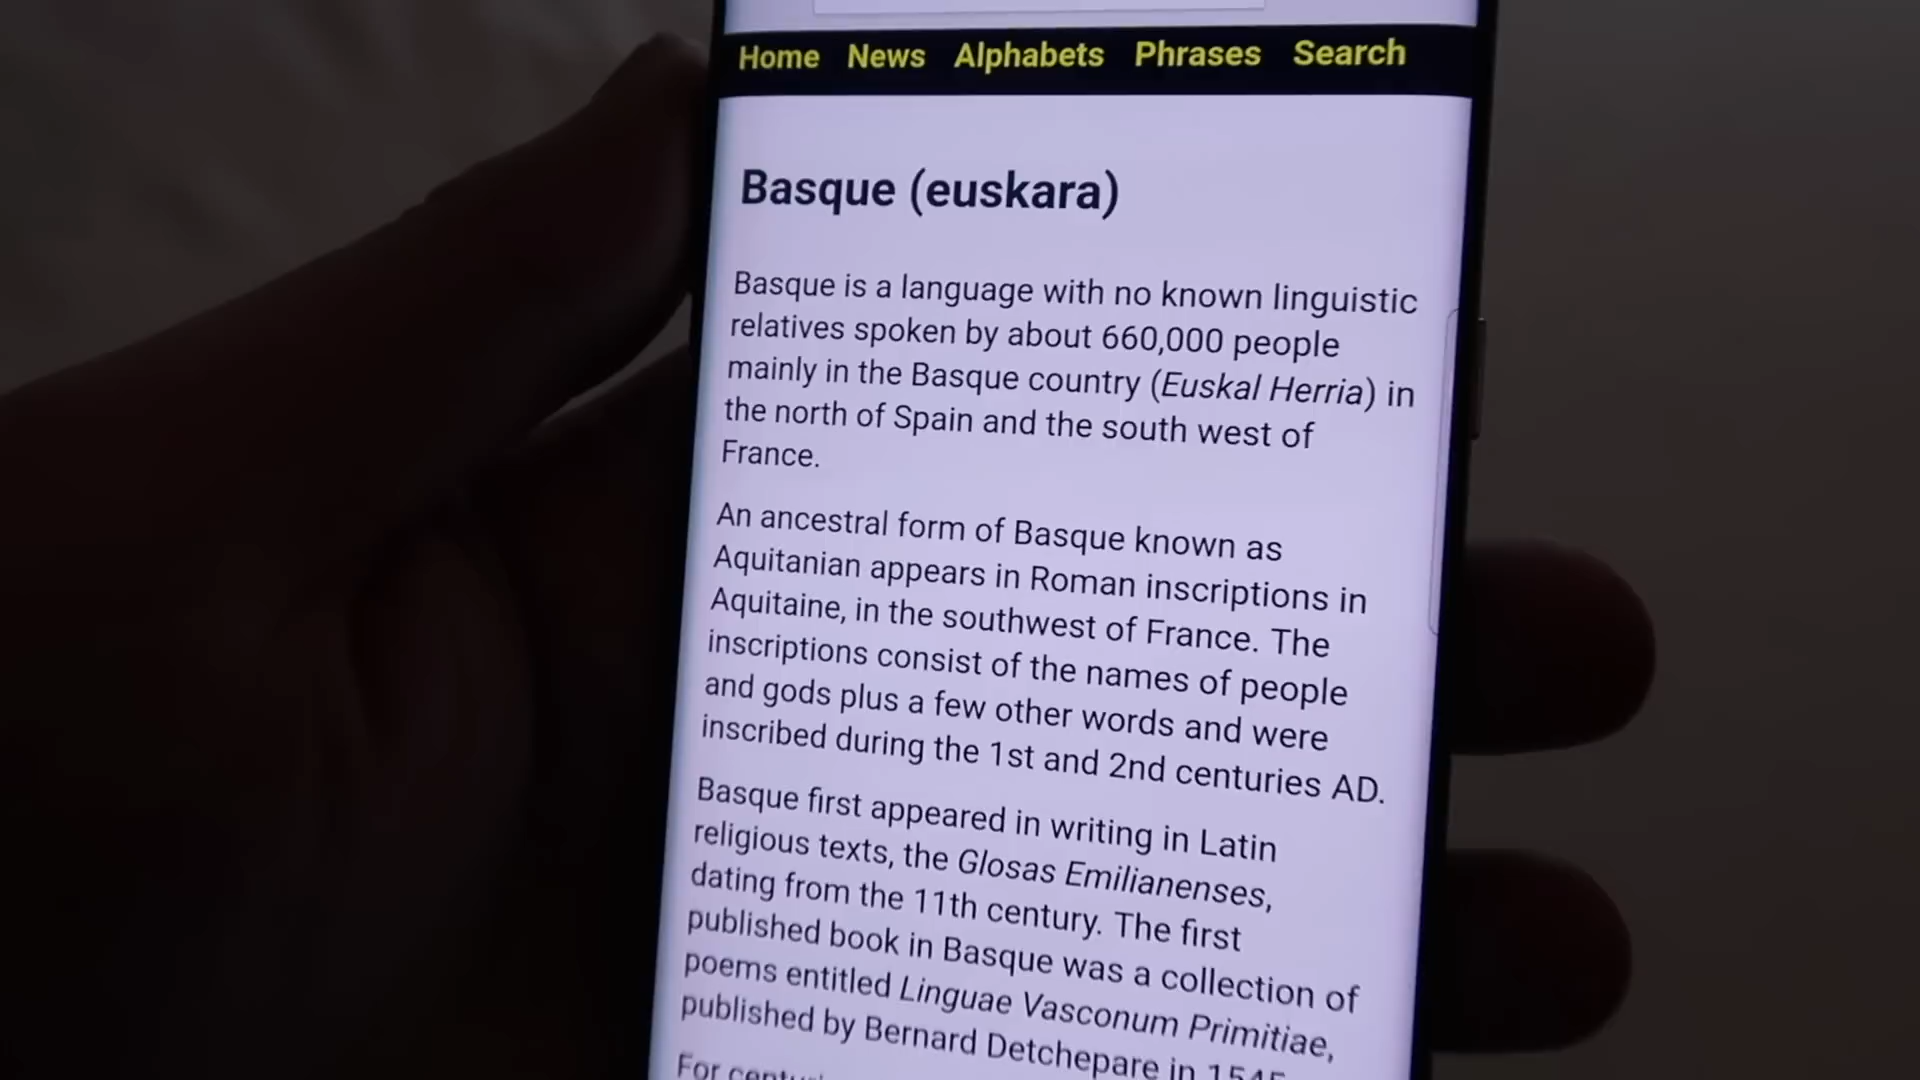 Home News Alphabets Phrases Search
Basque (euskara)
Basque is a language with no known linguistic
relatives spoken by about 660,000 people
mainly in the Basque country (Euskal Herria) in
the north of Spain and the south west of
France.
An ancestral form of Basque known as
Aquitanian appears in Roman inscriptions in
Aquitaine, in the southwest of France. The
inscriptions consist of the names of people
and gods plus a few other words and were
inscribed during the 1st and 2nd centuries AD.
Basque first appeared in writing in Latin
religious texts, the Glosas Emilianenses,
dating from the 11th century. The first
published book in Basque was a collection of
poems entitled Linguae Vasconum Primitiae,
published by Bernard Detchepare in 1545
For